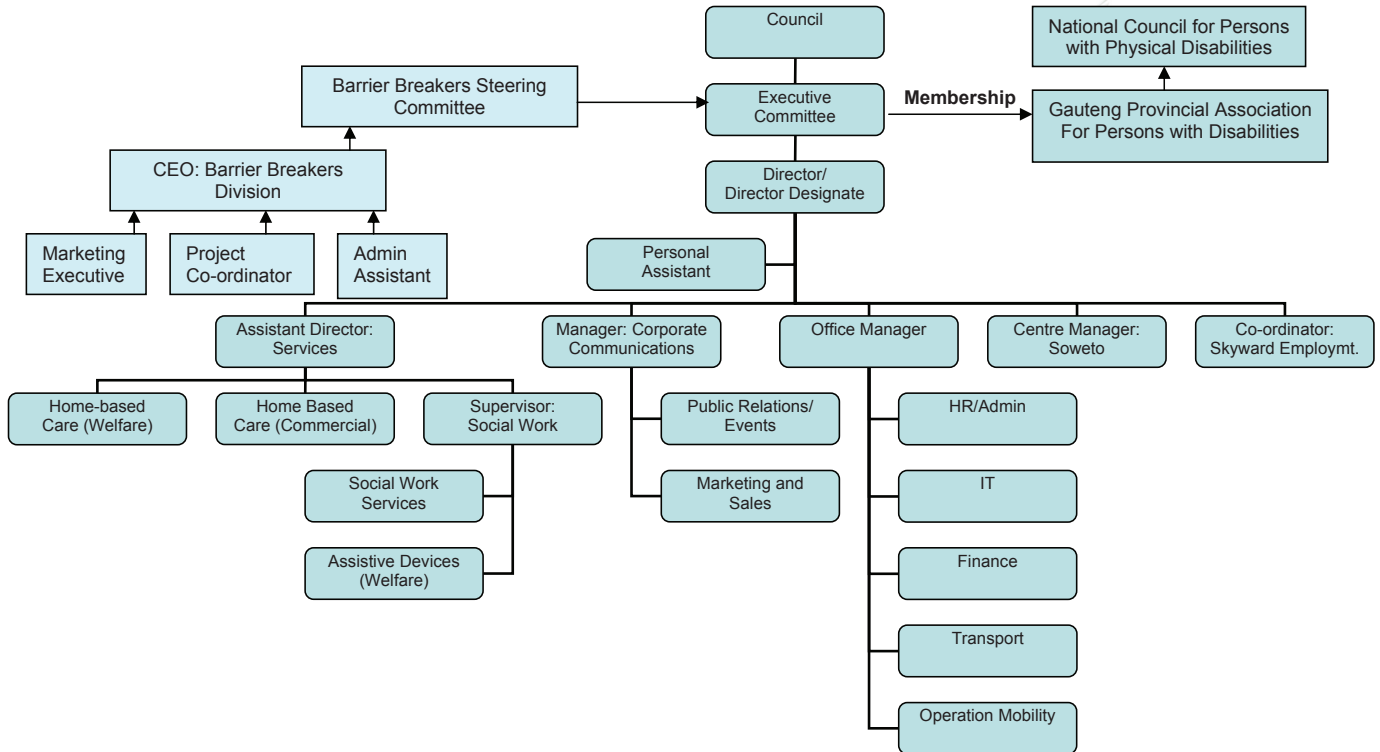 Council
National Council for Persons
with Physical Disabilities
Barrier Breakers Steering
Committee
Executive
Committee
Membership
Gauteng Provincial Association
For Persons with Disabilities
CEO: Barrier Breakers
Division
Director/
Director Designate
Marketing
Executive
Project
Co-ordinator
Admin
Assistant
Personal
Assistant
Assistant Director:
Services
Manager: Corporate
Communications
Office Manager
Centre Manager:
Soweto
Co-ordinator:
Skyward Employmt.
Home-based
Care (Welfare)
Home Based
Care (Commercial)
Supervisor:
Social Work
Public Relations/
Events
HR/Admin
Social Work
Services
Marketing and
Sales
IT
Assistive Devices
(Welfare)
Finance
Transport
Operation Mobility